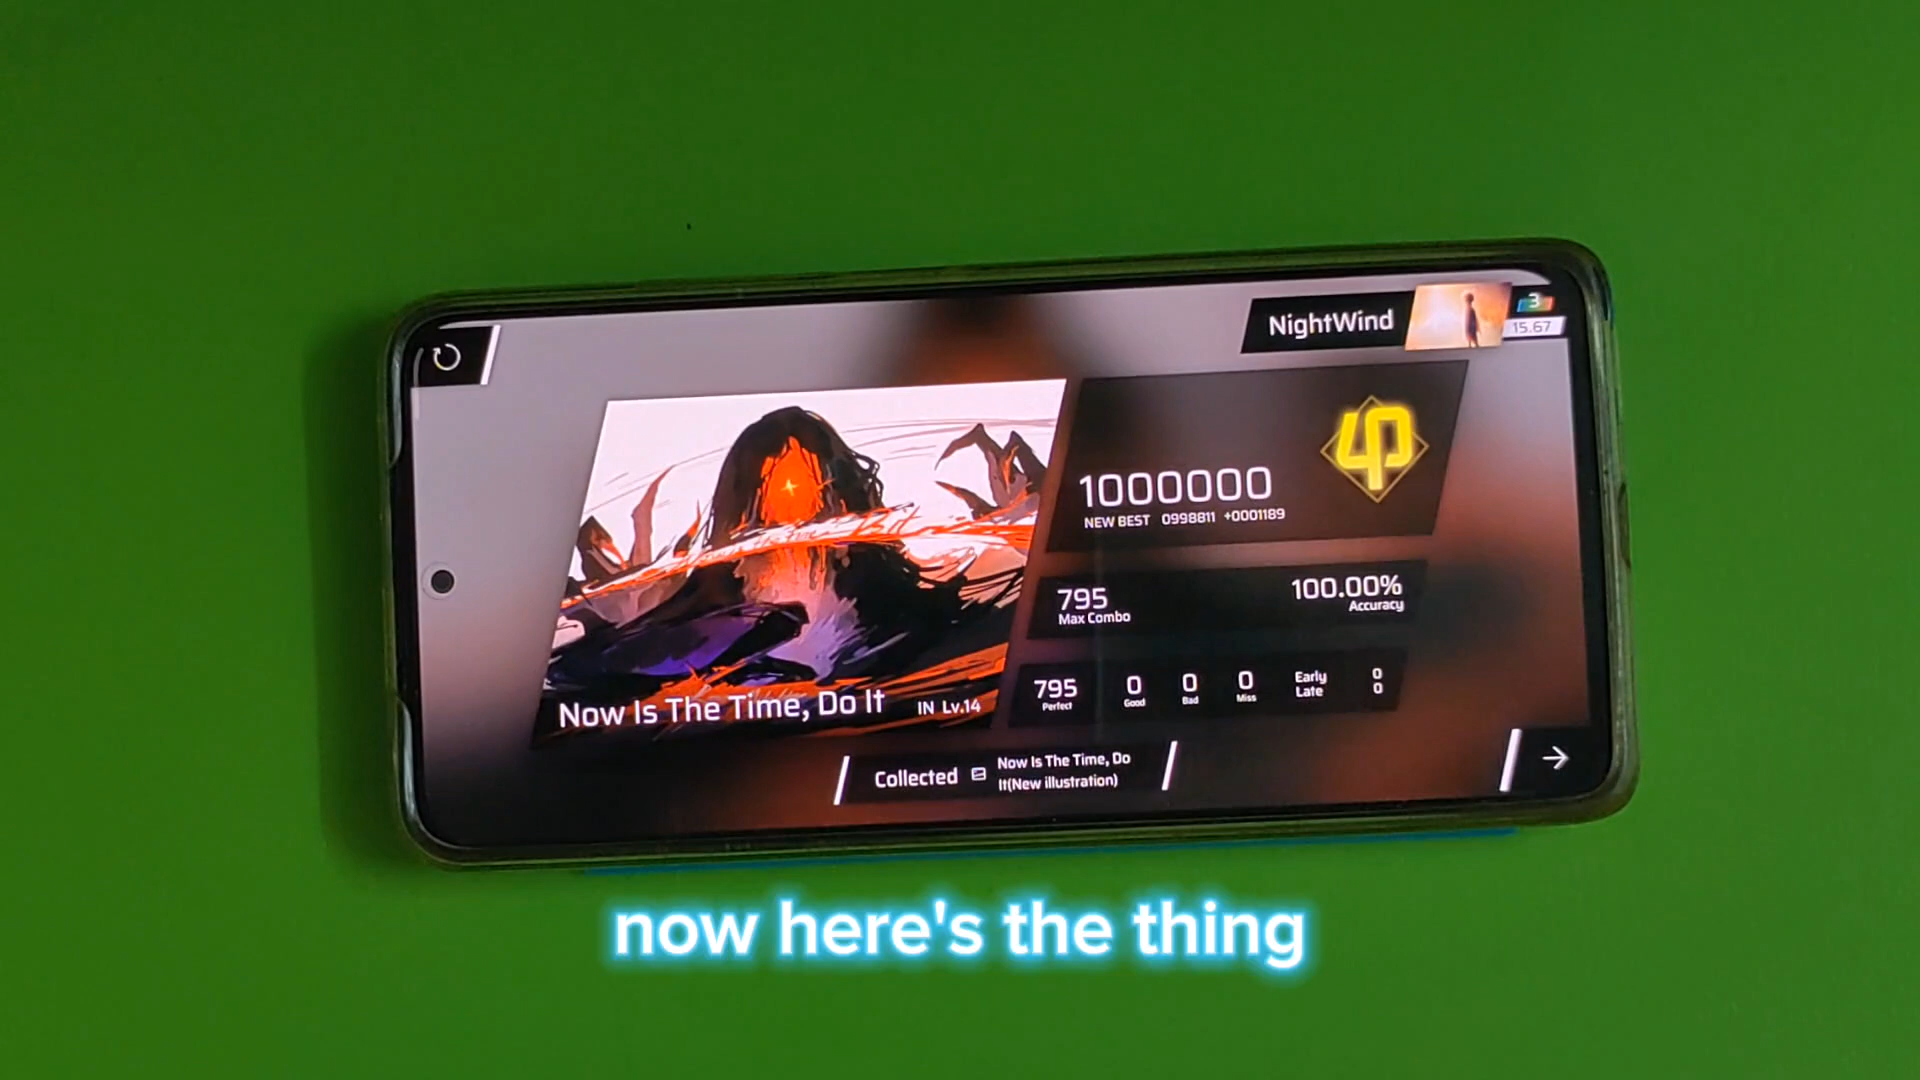 NightWind
3
15.67
1000000
NEW BEST 0998811 +0001189
795
Max Combo
100.00%
Accuracy
795
Perfect
0
Good
0
Bad
0
Miss
Early 0
Late 0
Now Is The Time, Do It IN Lv.14
Collected
Now Is The Time, Do
It(New illustration)
now here's the thing